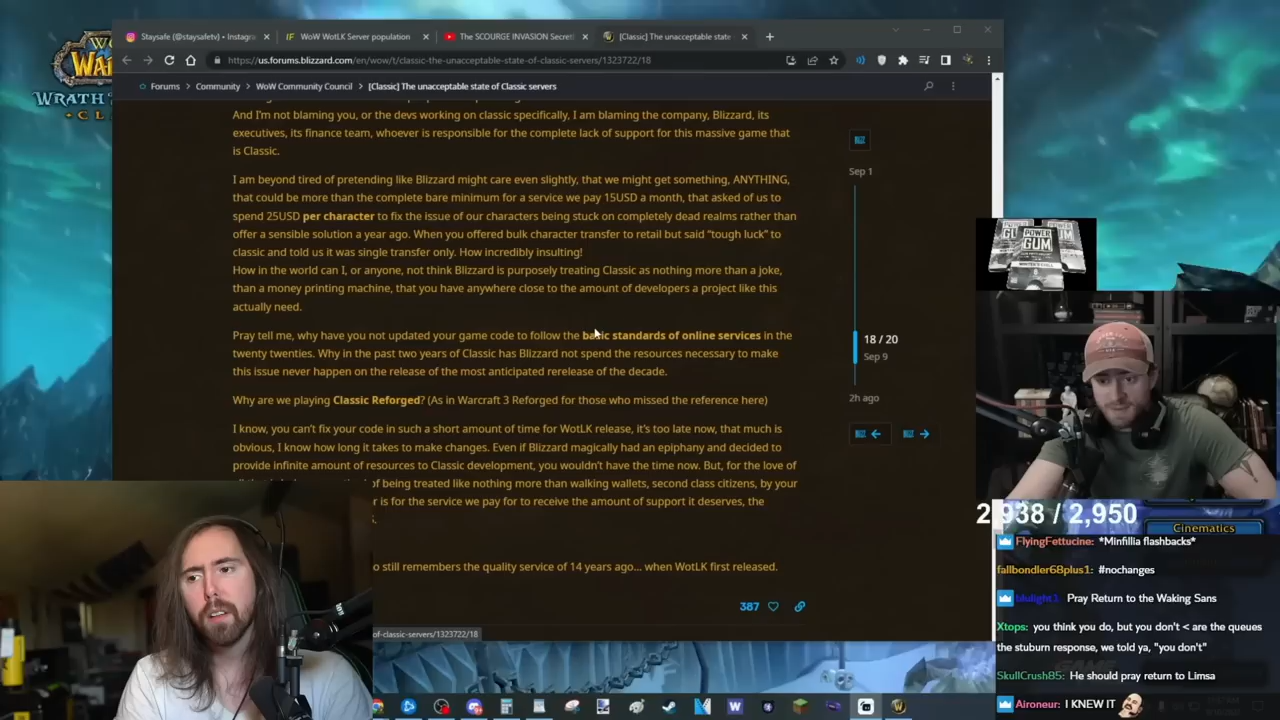 Staysafe (@staysafetv) • Instagra
WoW WotLK Server population
The SCOURGE INVASION Secret
[Classic] The unacceptable state
https://us.forums.blizzard.com/en/wow/t/classic-the-unacceptable-state-of-classic-servers/1323722/18
Forums
Community
WoW Community Council
[Classic] The unacceptable state of Classic servers
And I'm not blaming you, or the devs working on classic specifically, I am blaming the company, Blizzard, its
executives, its finance team, whoever is responsible for the complete lack of support for this massive game that
is Classic.
I am beyond tired of pretending like Blizzard might care even slightly, that we might get something, ANYTHING,
that could be more than the complete bare minimum for a service we pay 15USD a month, that asked of us to
spend 25USD per character to fix the issue of our characters being stuck on completely dead realms rather than
offer a sensible solution a year ago. When you offered bulk character transfer to retail but said "tough luck" to
classic and told us it was single transfer only. How incredibly insulting!
How in the world can I, or anyone, not think Blizzard is purposely treating Classic as nothing more than a joke,
than a money printing machine, that you have anywhere close to the amount of developers a project like this
actually need.
Pray tell me, why have you not updated your game code to follow the basic standards of online services in the
twenty twenties. Why in the past two years of Classic has Blizzard not spend the resources necessary to make
this issue never happen on the release of the most anticipated rerelease of the decade.
Why are we playing Classic Reforged? (As in Warcraft 3 Reforged for those who missed the reference here)
I know, you can't fix your code in such a short amount of time for WotLK release, it's too late now, that much is
obvious, I know how long it takes to make changes. Even if Blizzard magically had an epiphany and decided to
provide infinite amount of resources to Classic development, you wouldn't have the time now. But, for the love of
of being treated like nothing more than walking wallets, second class citizens, by your
is for the service we pay for to receive the amount of support it deserves, the
o still remembers the quality service of 14 years ago... when WotLK first released.
387
of-classic-servers/1323722/18
Sep 1
18 / 20
Sep 9
2h ago
WRATH
POWER
GUM
2,938 / 2,950
Cinematics
FlyingFettucine: *Minfillia flashbacks*
fallbondler68plus1: #nochanges
blulight1 Pray Return to the Waking Sans
Xtops: you think you do, but you don't < are the queues
the stuburn response, we told ya, "you don't"
SkullCrush85: He should pray return to Limsa
Aironeur: I KNEW IT